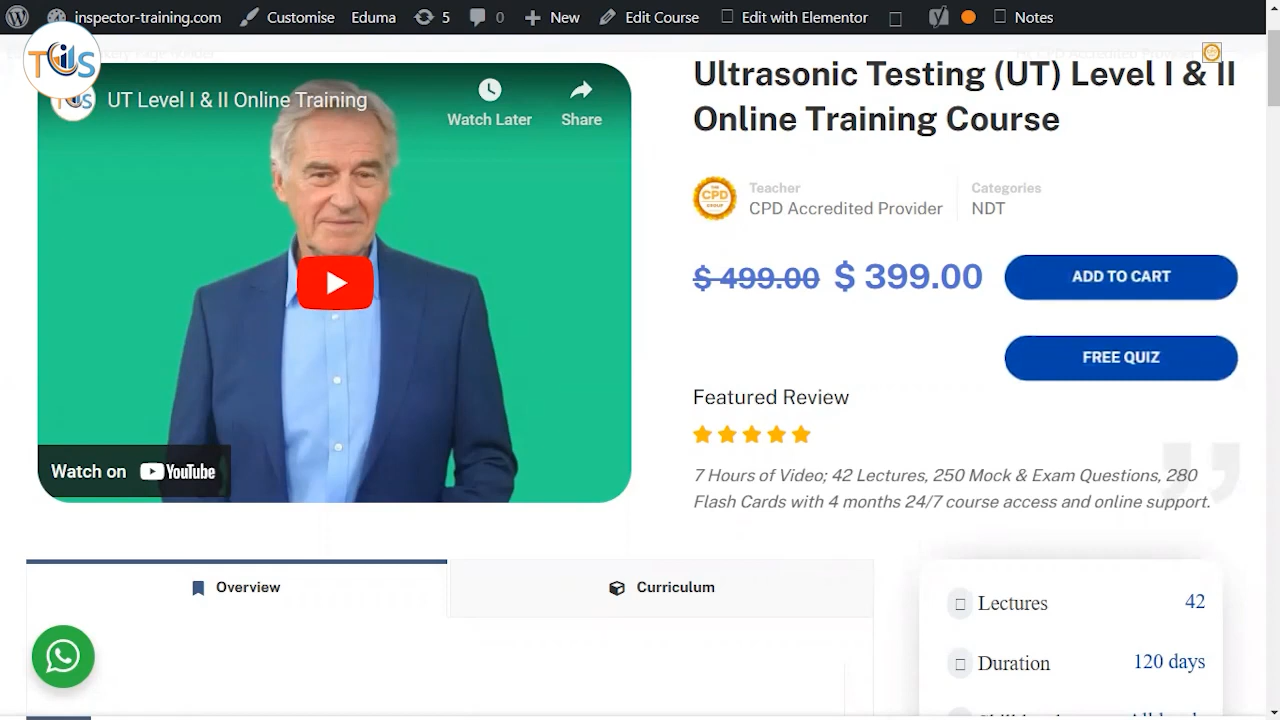 inspector-training.com Customise Eduma 5 0 New Edit Course Edit with Elementor Notes
TCIS
UT Level I & II Online Training
Watch Later
Share
Watch on YouTube
Ultrasonic Testing (UT) Level I & II
Online Training Course
THE
CPD
GROUP
Teacher
CPD Accredited Provider
Categories
NDT
$ 499.00 $ 399.00
ADD TO CART
FREE QUIZ
Featured Review
7 Hours of Video; 42 Lectures, 250 Mock & Exam Questions, 280
Flash Cards with 4 months 24/7 course access and online support.
Overview
Curriculum
Lectures 42
Duration 120 days